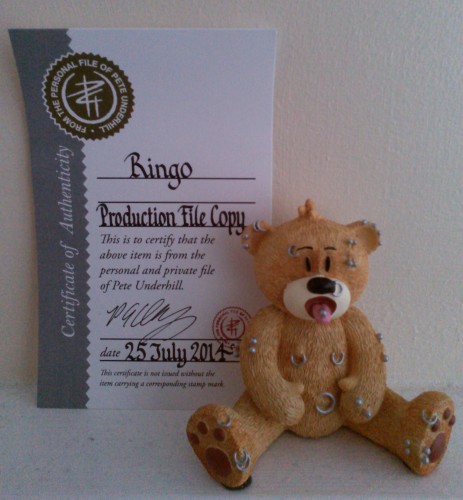 FROM THE PERSONAL FILE OF PETE UNDERHILL
Certificate of Authenticity
Ringo
Production File Copy
This is to certify that the
above item is from the
personal and private file
of Pete Underhill.
date 25 July 2014
This certificate is not issued without the
item carrying a corrosponding stamp mark.